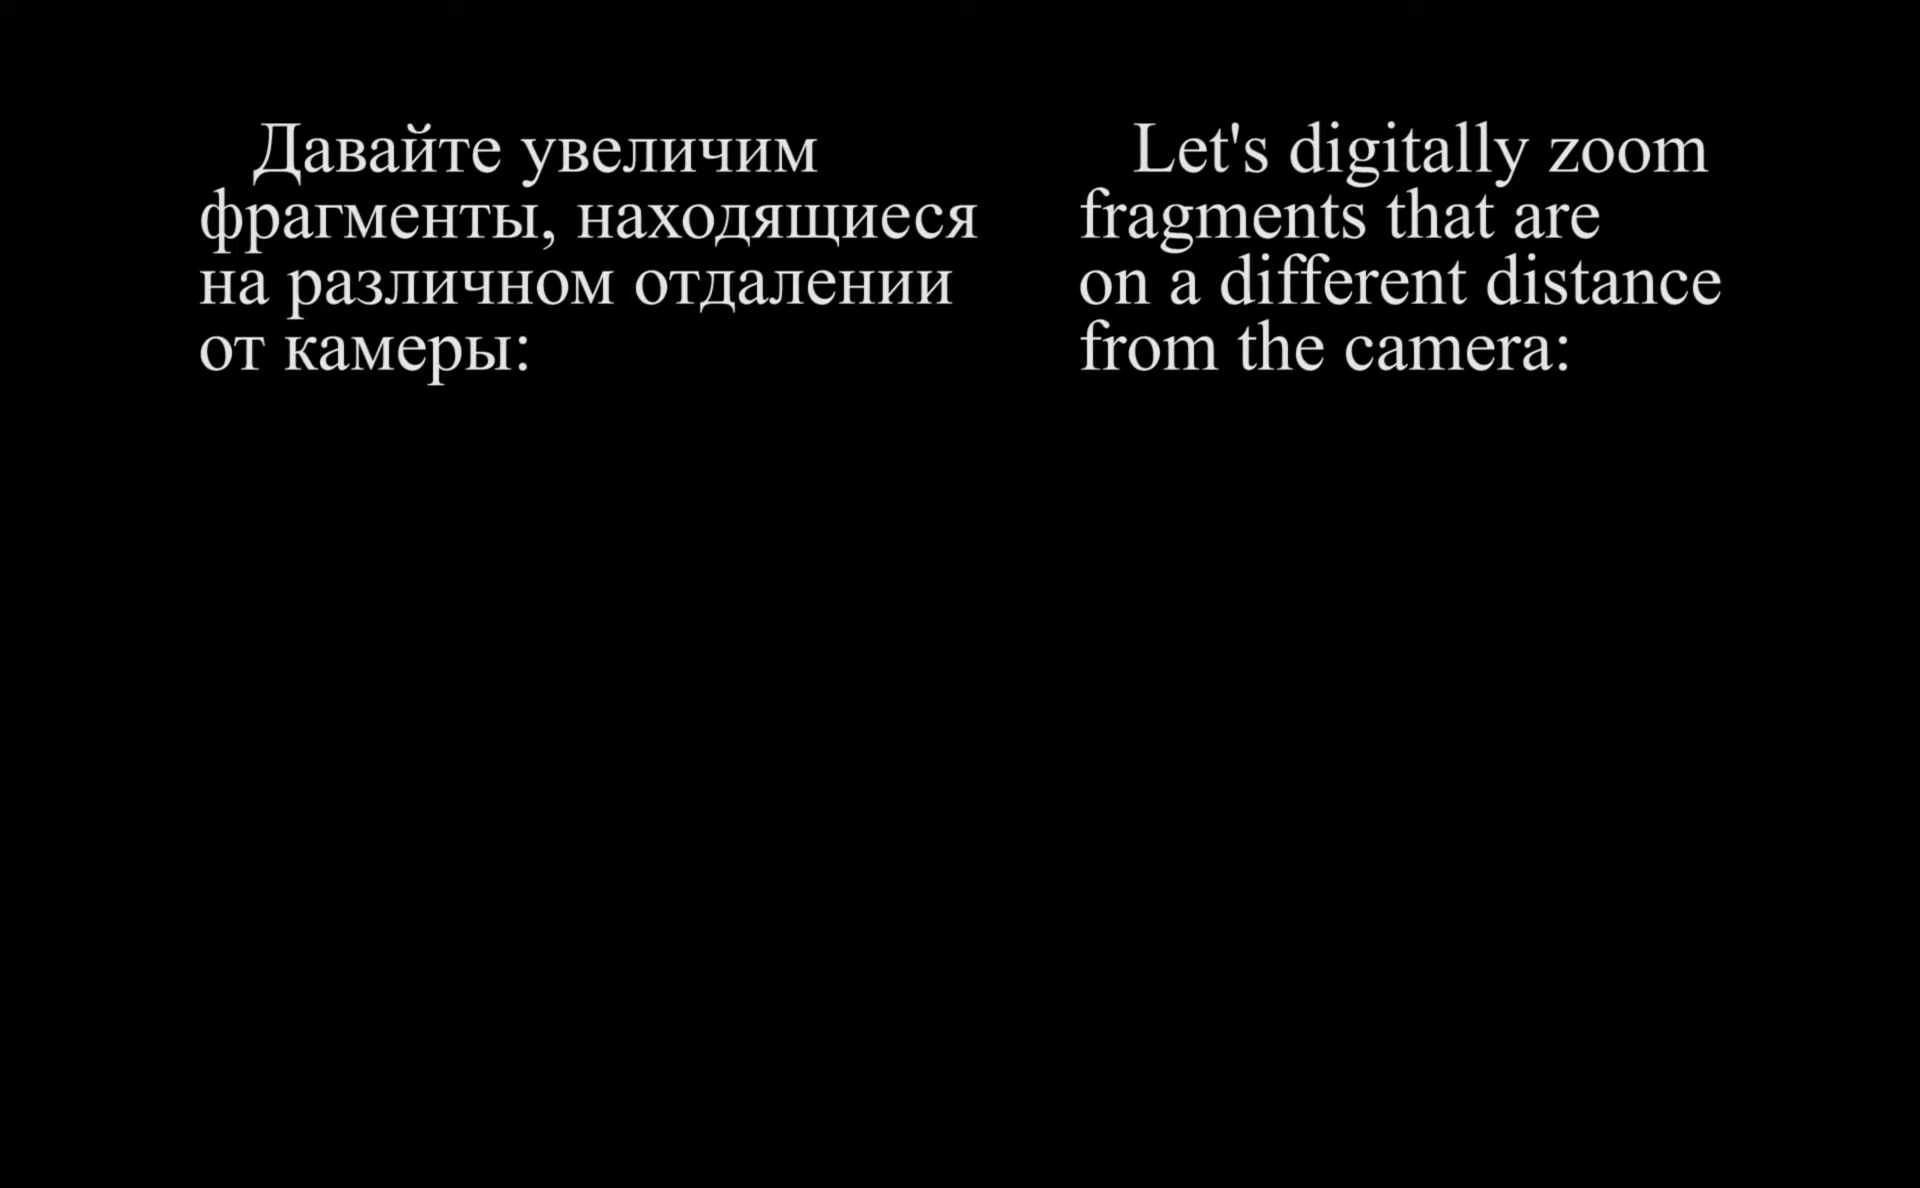 Давайте увеличим
фрагменты, находящиеся
на различном отдалении
от камеры:
Let's digitally zoom
fragments that are
on a different distance
from the camera: